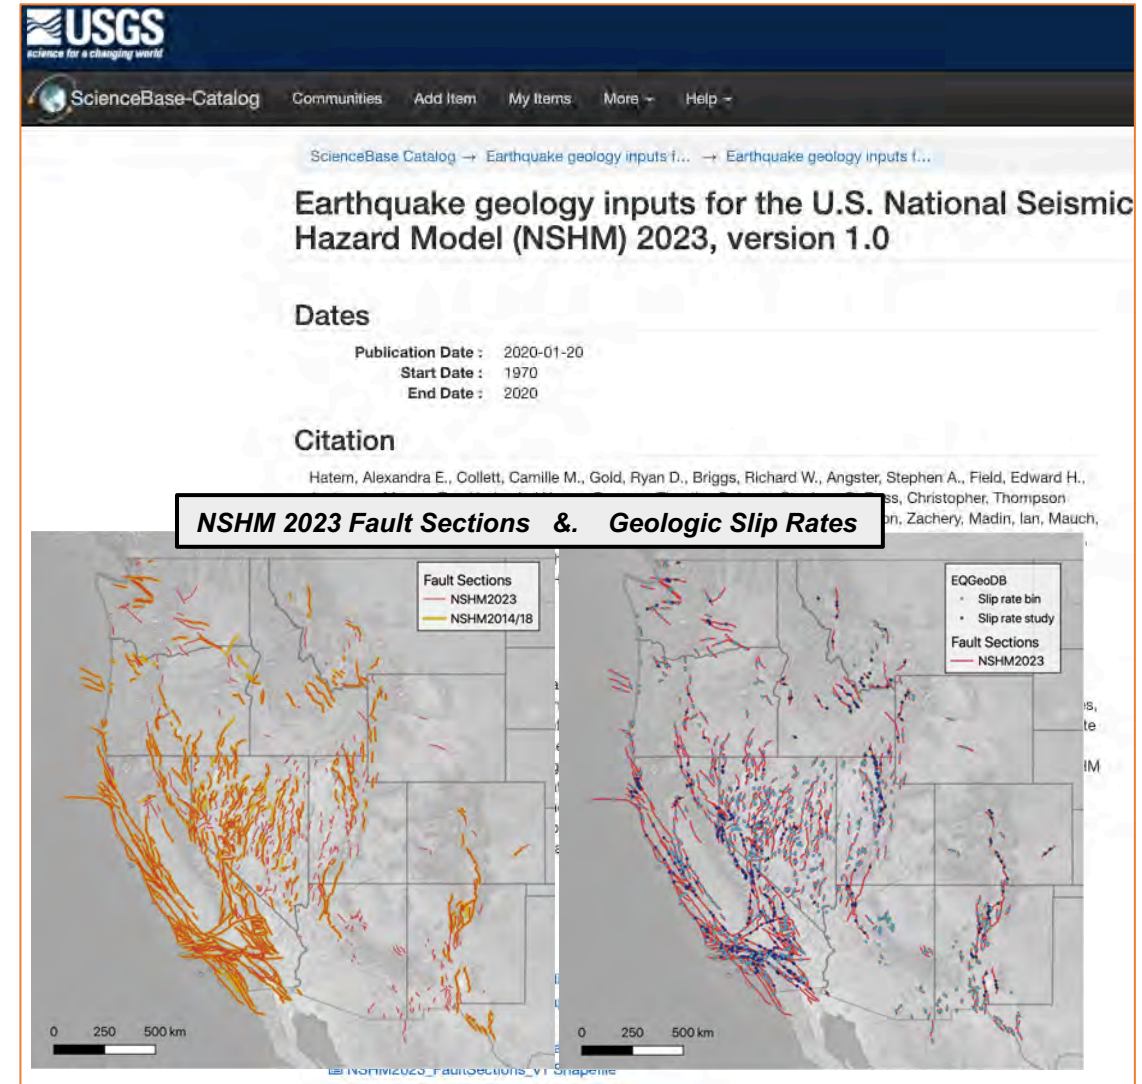 USGS
science for a changing world
ScienceBase-Catalog Communities Add Item My Items More Help
ScienceBase Catalog → Earthquake geology inputs f... → Earthquake geology inputs f...
Earthquake geology inputs for the U.S. National Seismic
Hazard Model (NSHM) 2023, version 1.0
Dates
Publication Date : 2020-01-20
Start Date : 1970
End Date : 2020
Citation
Hatem, Alexandra E., Collett, Camille M., Gold, Ryan D., Briggs, Richard W., Angster, Stephen A., Field, Edward H.,
ss, Christopher, Thompson
on, Zachery, Madin, Ian, Mauch,
NSHM 2023 Fault Sections &. Geologic Slip Rates
Fault Sections
NSHM2023
NSHM2014/18
0 250 500 km
EQGeoDB
Slip rate bin
Slip rate study
Fault Sections
NSHM2023
0 250 500 km
NSHM2023_FaultSections_v1 Shapefile